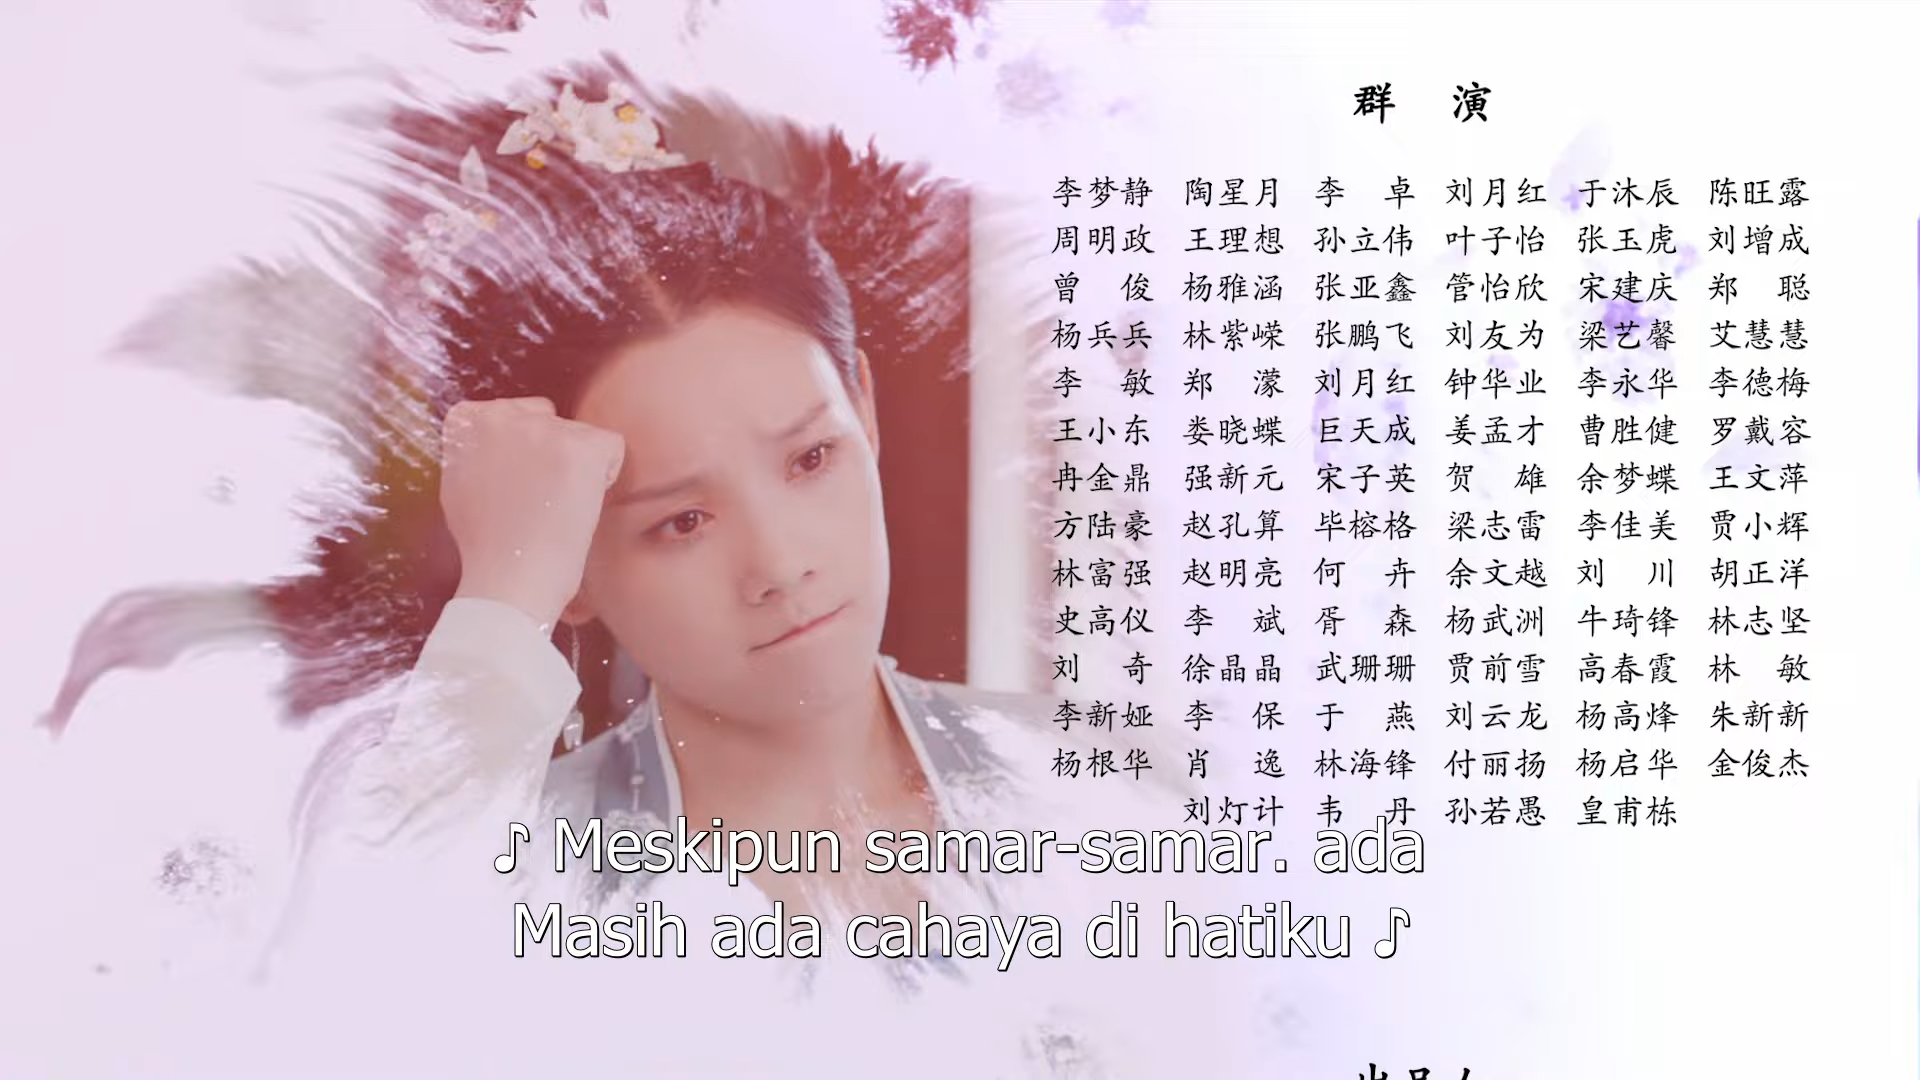 群 演
李梦静 陶星月 李 卓 刘月红 于沐辰 陈旺露
周明政 王理想 孙立伟 叶子怡 张玉虎 刘增成
曾 俊 杨雅涵 张亚鑫 管怡欣 宋建庆 郑 聪
杨兵兵 林紫嵘 张鹏飞 刘友为 梁艺馨 艾慧慧
李 敏 郑 濛 刘月红 钟华业 李永华 李德梅
王小东 娄晓蝶 巨天成 姜孟才 曹胜健 罗戴容
冉金鼎 强新元 宋子英 贺 雄 余梦蝶 王文萍
方陆豪 赵孔算 毕榕格 梁志雷 李佳美 贾小辉
林富强 赵明亮 何 卉 余文越 刘 川 胡正洋
史高仪 李 斌 胥 森 杨武洲 牛琦锋 林志坚
刘 奇 徐晶晶 武珊珊 贾前雪 高春霞 林 敏
李新娅 李 保 于 燕 刘云龙 杨高烽 朱新新
杨根华 肖 逸 林海锋 付丽扬 杨启华 金俊杰
刘灯计 韦 丹 孙若愚 皇甫栋
♪ Meskipun samar-samar. ada
Masih ada cahaya di hatiku ♪